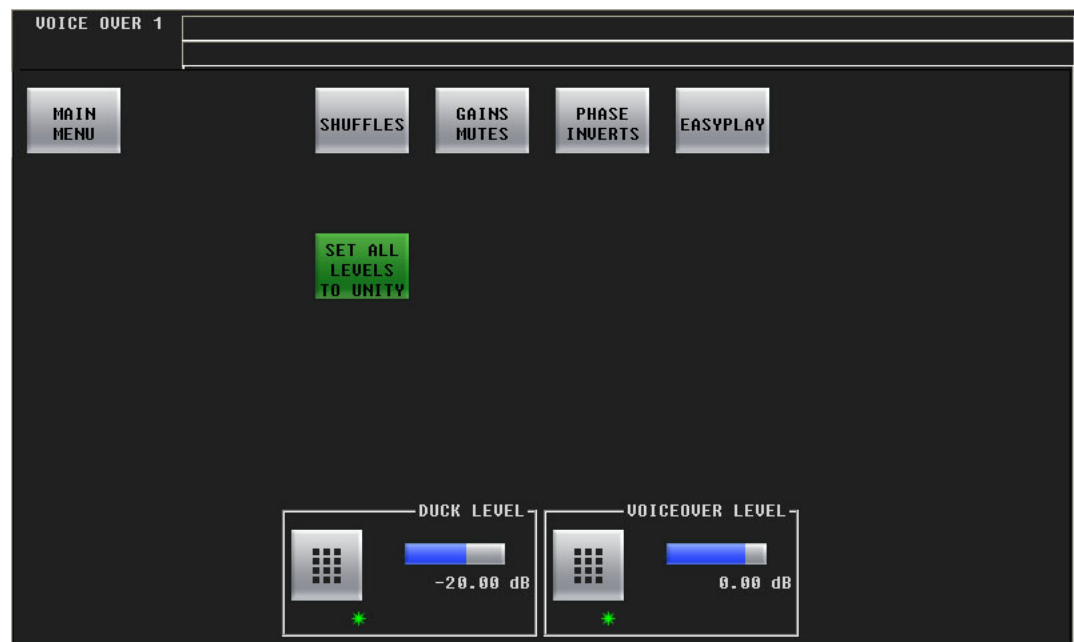 VOICE OVER 1
MAIN
MENU
SHUFFLES
GAINS
MUTES
PHASE
INVERTS
EASYPLAY
SET ALL
LEVELS
TO UNITY
DUCK LEVEL
-20.00 dB
VOICEOVER LEVEL
0.00 dB